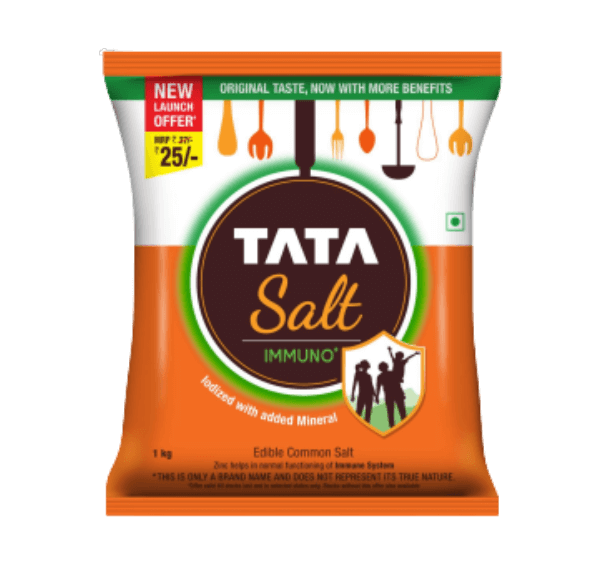 NEW
LAUNCH
OFFER*
MRP ₹ 27/-
₹25/-
ORIGINAL TASTE, NOW WITH MORE BENEFITS
TATA
Salt
IMMUNO*
Iodized with added Mineral
1 kg
Edible Common Salt
Zinc helps in normal functioning of Immune System
*THIS IS ONLY A BRAND NAME AND DOES NOT REPRESENT ITS TRUE NATURE